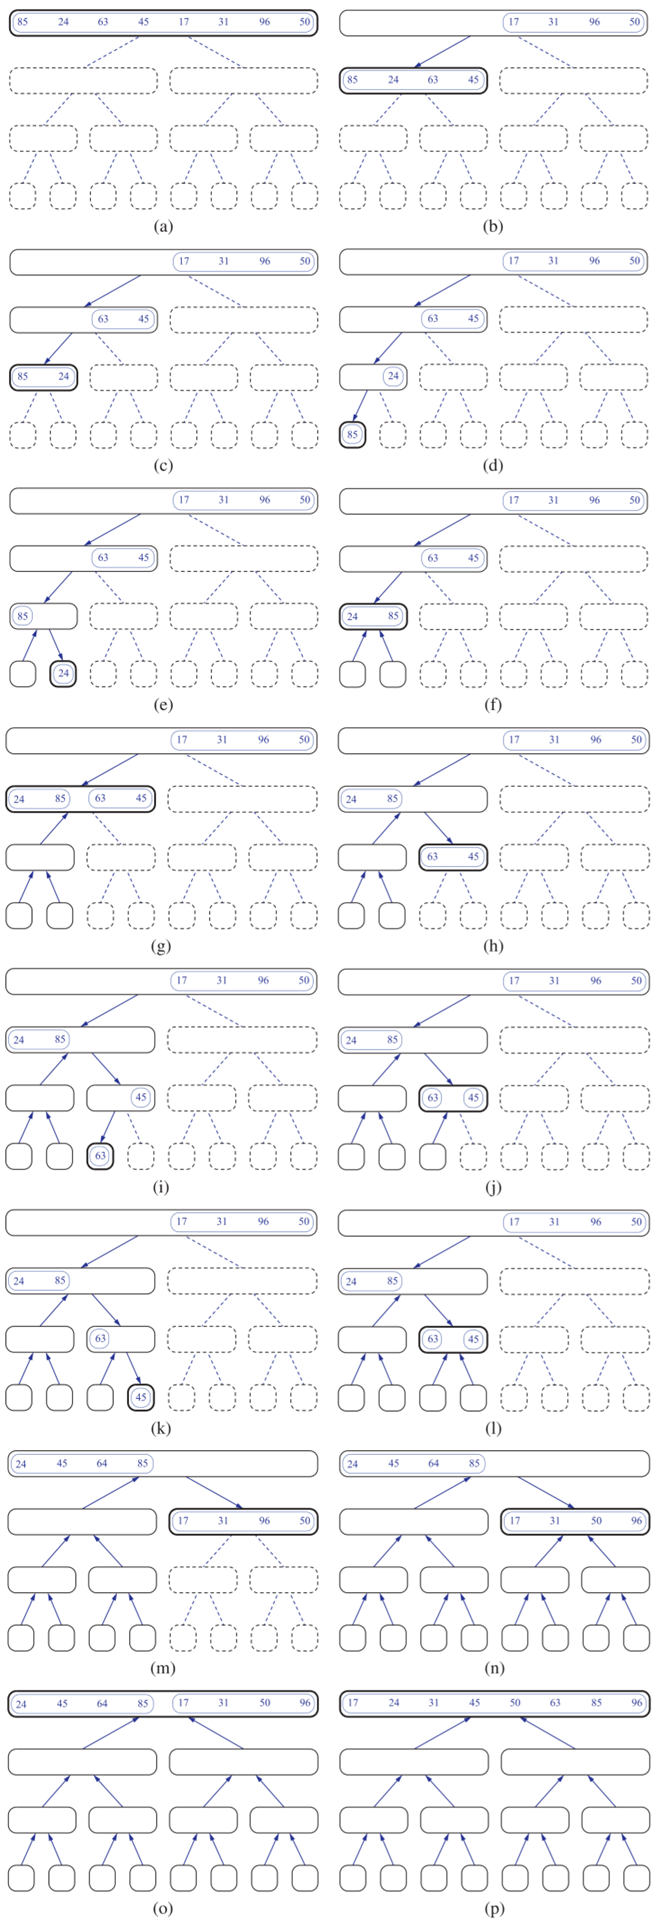 85 24 63 45 17 31 96 50
(a)
17 31 96 50
85 24 63 45
(b)
17 31 96 50
63 45
85 24
(c)
17 31 96 50
63 45
24
85
(d)
17 31 96 50
63 45
85
24
(e)
17 31 96 50
63 45
24 85
(f)
17 31 96 50
24 85 63 45
(g)
17 31 96 50
24 85
63 45
(h)
17 31 96 50
24 85
45
63
(i)
17 31 96 50
24 85
63 45
(j)
17 31 96 50
24 85
63
45
(k)
17 31 96 50
24 85
63 45
(l)
24 45 64 85
17 31 96 50
(m)
24 45 64 85
17 31 50 96
(n)
24 45 64 85 17 31 50 96
(o)
17 24 31 45 50 63 85 96
(p)